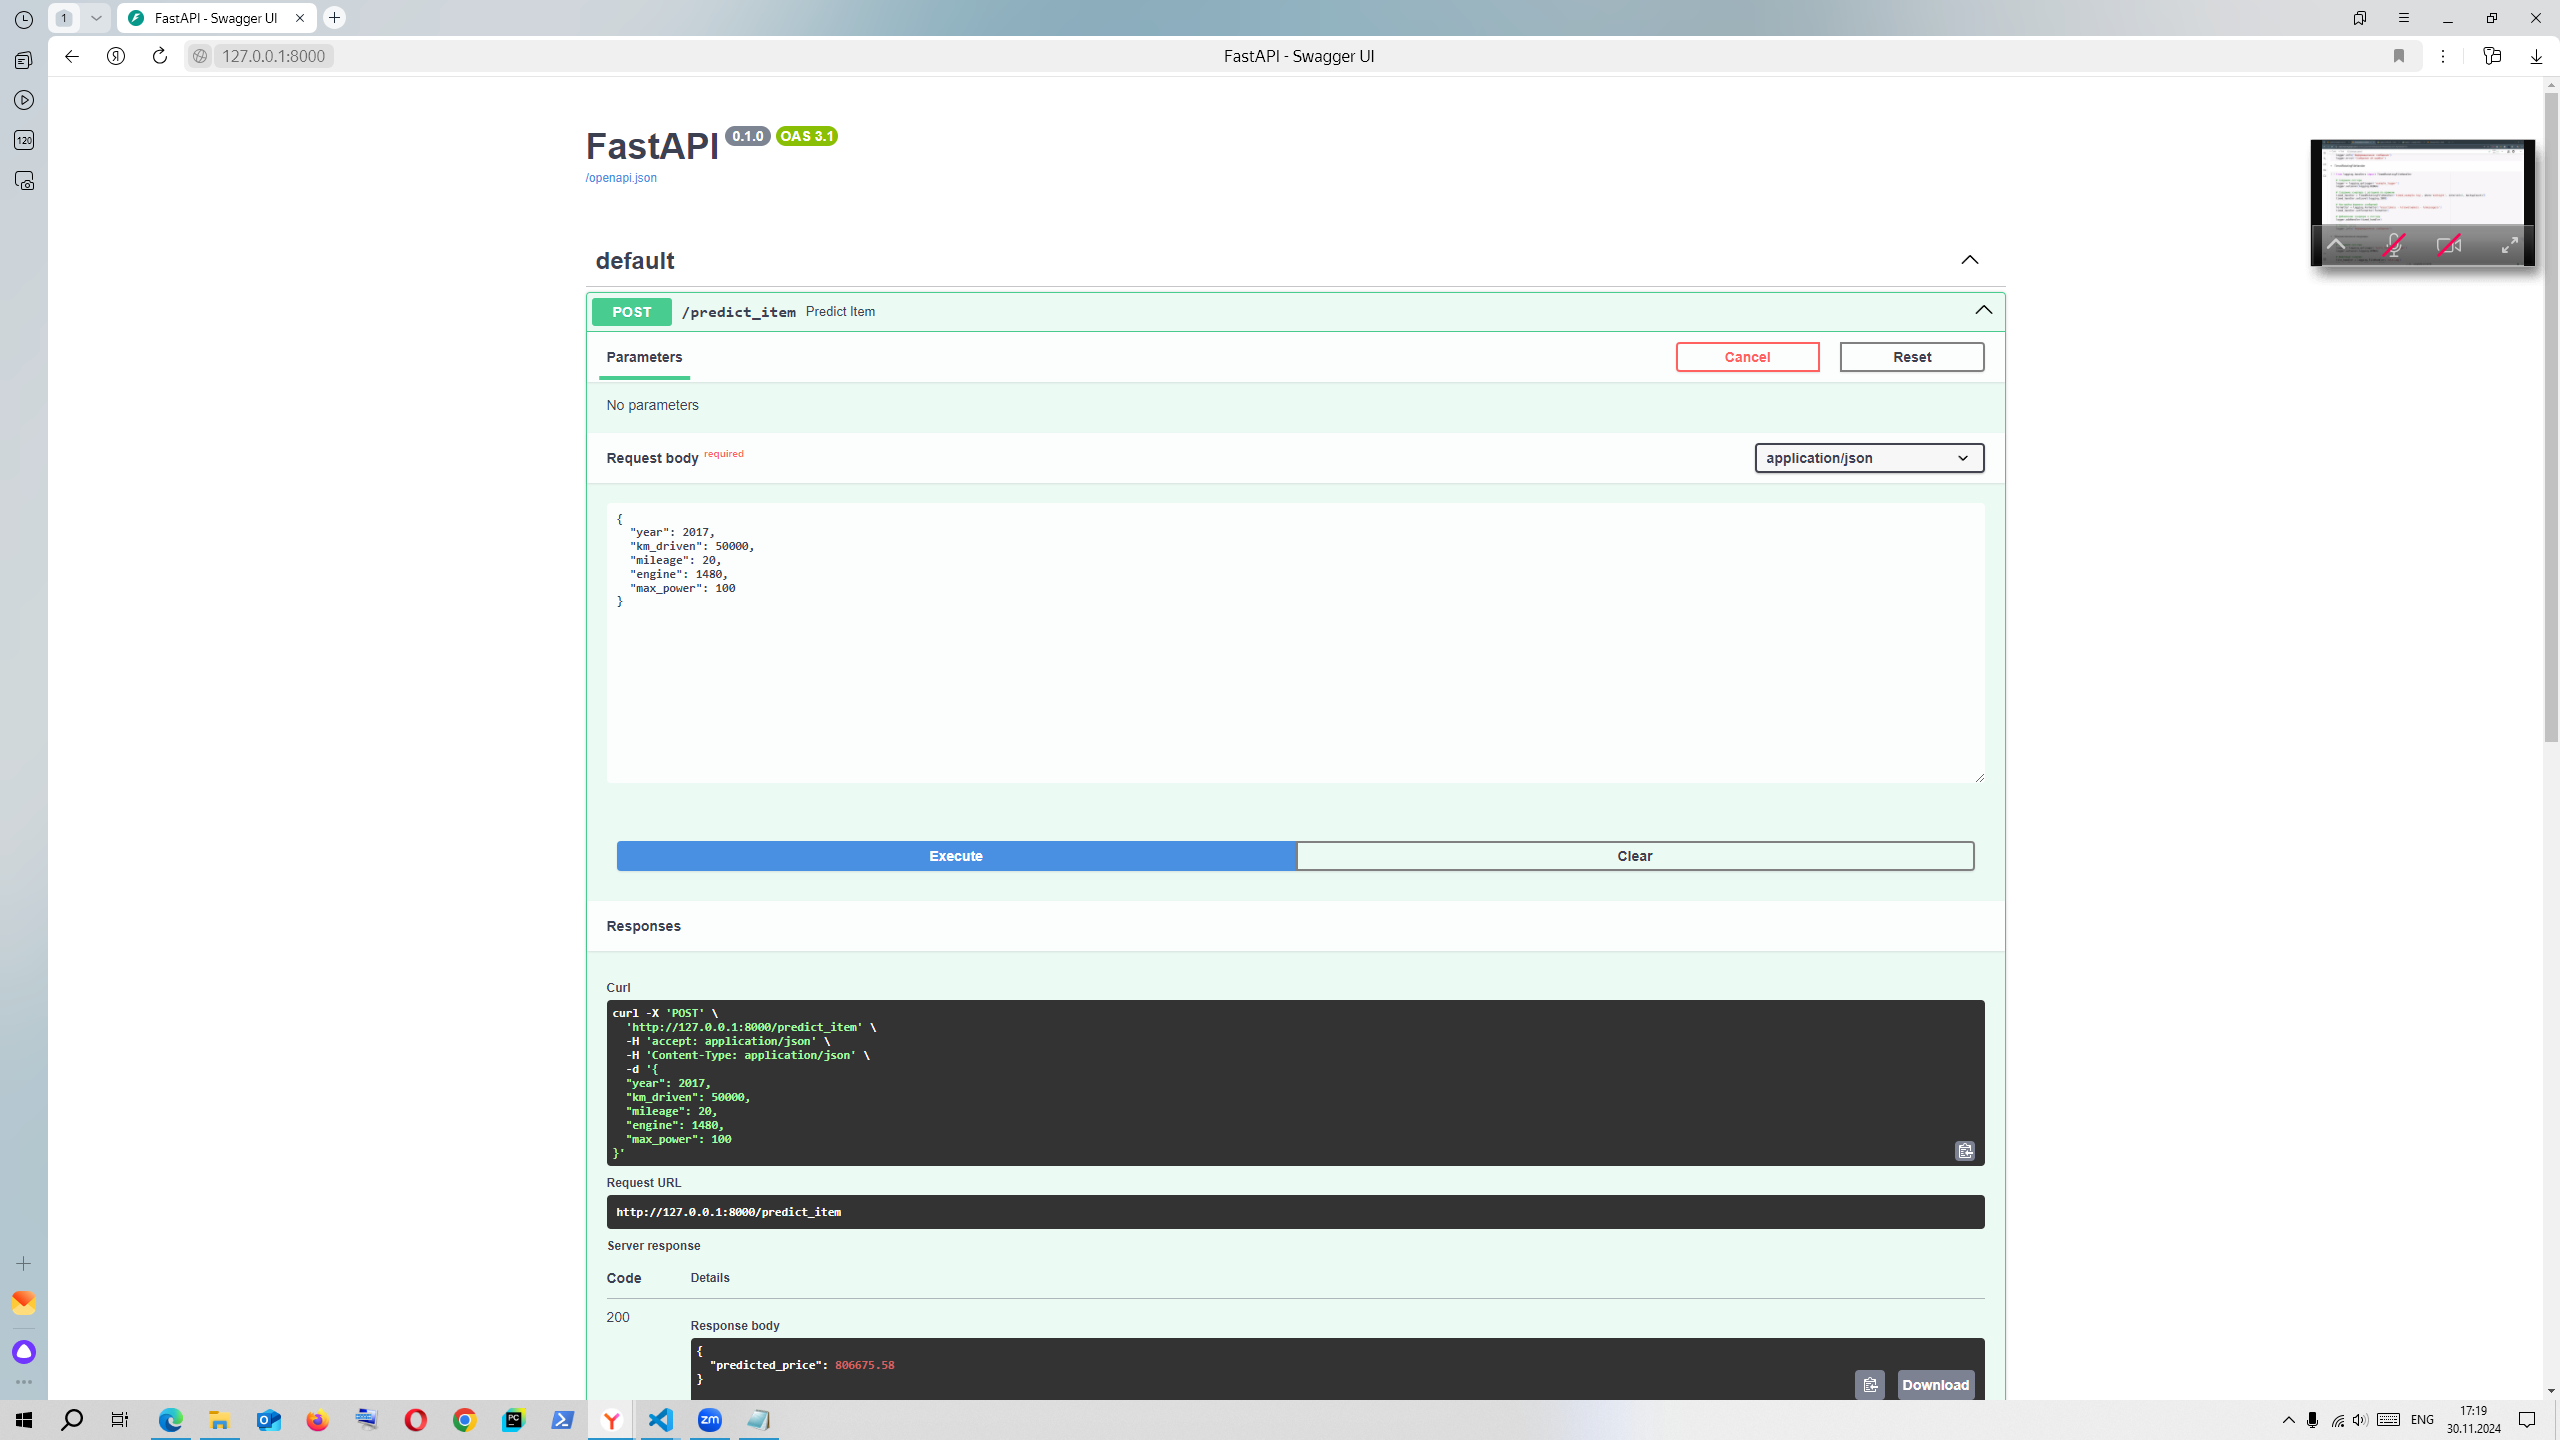 1
FastAPI - Swagger UI
127.0.0.1:8000
FastAPI - Swagger UI
120
FastAPI 0.1.0 OAS 3.1
/openapi.json
default
POST /predict_item Predict Item
Parameters
Cancel
Reset
No parameters
Request body required
application/json
{
"year": 2017,
"km_driven": 50000,
"mileage": 20,
"engine": 1480,
"max_power": 100
}
Execute
Clear
Responses
Curl
curl -X 'POST' \
'http://127.0.0.1:8000/predict_item' \
-H 'accept: application/json' \
-H 'Content-Type: application/json' \
-d '{
"year": 2017,
"km_driven": 50000,
"mileage": 20,
"engine": 1480,
"max_power": 100
}'
Request URL
http://127.0.0.1:8000/predict_item
Server response
Code Details
200
Response body
{
"predicted_price": 806675.58
}
Download
zm
ENG
17:19
30.11.2024